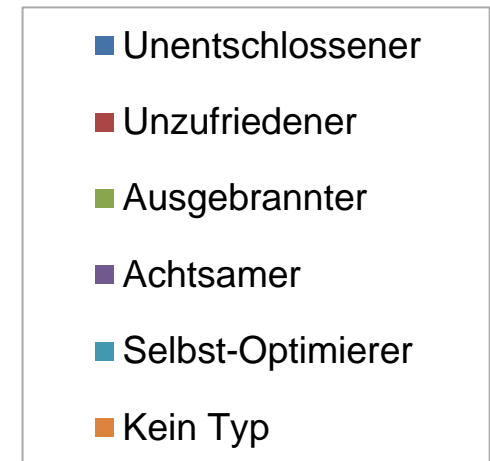 Unentschlossener
Unzufriedener
Ausgebrannter
Achtsamer
Selbst-Optimierer
Kein Typ